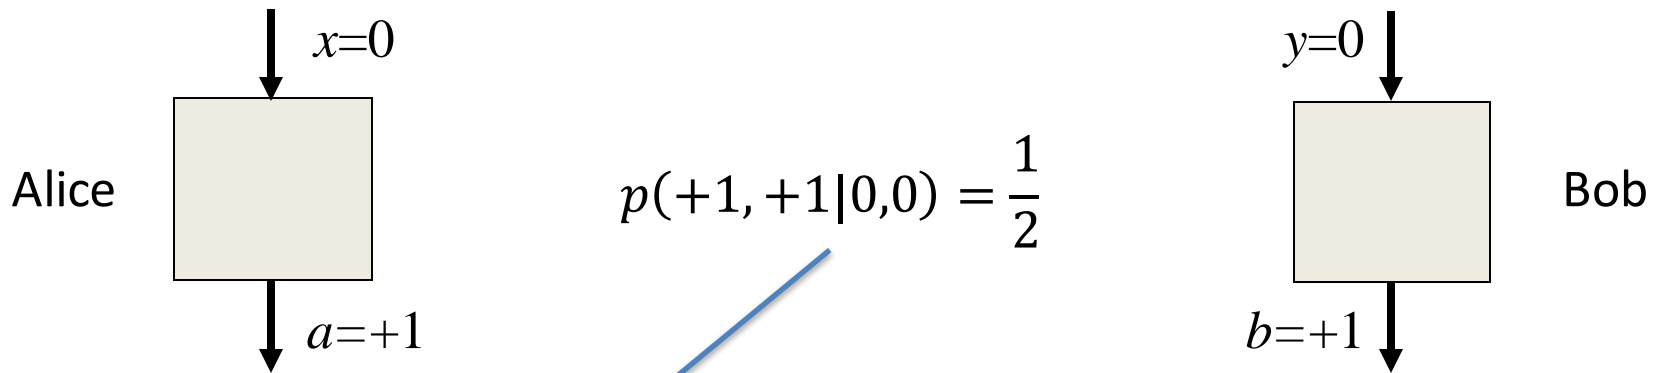 x=0
y=0
Alice
p(+1, +1|0,0) = 1/2
Bob
a=+1
b=+1